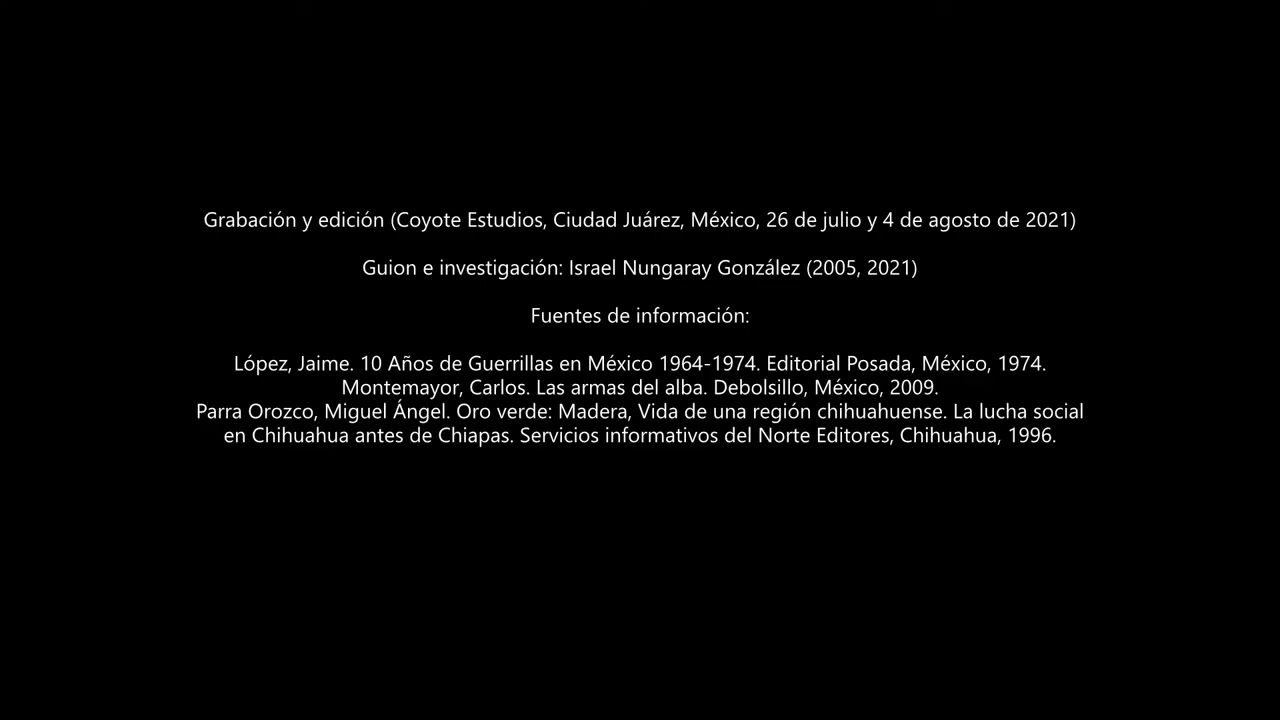 Grabación y edición (Coyote Estudios, Ciudad Juárez, México, 26 de julio y 4 de agosto de 2021)
Guion e investigación: Israel Nungaray González (2005, 2021)
Fuentes de información:
López, Jaime. 10 Años de Guerrillas en México 1964-1974. Editorial Posada, México, 1974.
Montemayor, Carlos. Las armas del alba. Debolsillo, México, 2009.
Parra Orozco, Miguel Ángel. Oro verde: Madera, Vida de una región chihuahuense. La lucha social
en Chihuahua antes de Chiapas. Servicios informativos del Norte Editores, Chihuahua, 1996.